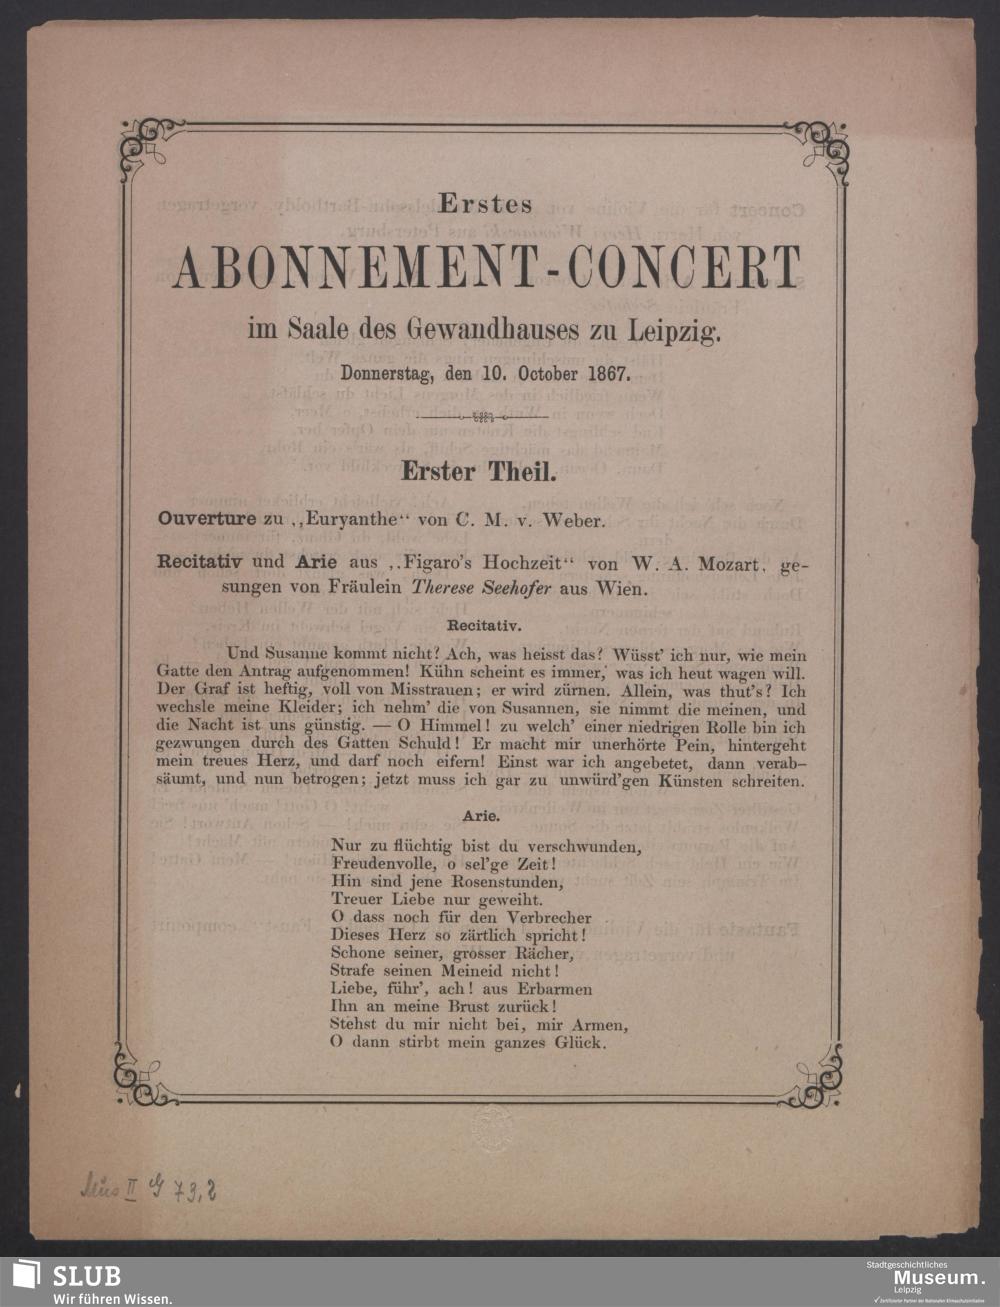 Erstes
ABONNEMENT-CONCERT
im Saale des Gewandhauses zu Leipzig.
Donnerstag, den 10. October 1867.
Erster Theil.
Ouverture zu „Euryanthe“ von C. M. v. Weber.
Recitativ und Arie aus „Figaro's Hochzeit“ von W. A. Mozart, ge-
sungen von Fräulein Therese Seehofer aus Wien.
Recitativ.
Und Susanne kommt nicht? Ach, was heisst das? Wüsst' ich nur, wie mein
Gatte den Antrag aufgenommen! Kühn scheint es immer, was ich heut wagen will.
Der Graf ist heftig, voll von Misstrauen; er wird zürnen. Allein, was thut's? Ich
wechsle meine Kleider; ich nehm' die von Susannen, sie nimmt die meinen, und
die Nacht ist uns günstig. — O Himmel! zu welch' einer niedrigen Rolle bin ich
gezwungen durch des Gatten Schuld! Er macht mir unerhörte Pein, hintergeht
mein treues Herz, und darf noch eifern! Einst war ich angebetet, dann verab-
säumt, und nun betrogen; jetzt muss ich gar zu unwürd'gen Künsten schreiten.
Arie.
Nur zu flüchtig bist du verschwunden,
Freudenvolle, o sel'ge Zeit!
Hin sind jene Rosenstunden,
Treuer Liebe nur geweiht.
O dass noch für den Verbrecher
Dieses Herz so zärtlich spricht!
Schone seiner, grosser Rächer,
Strafe seinen Meineid nicht!
Liebe, führ', ach! aus Erbarmen
Ihn an meine Brust zurück!
Stehst du mir nicht bei, mir Armen,
O dann stirbt mein ganzes Glück.
Mus II G 73,2
SLUB
Wir führen Wissen.
Stadtgeschichtliches
Museum.
Leipzig
Zertifizierter Partner der Nationalen Klimaschutzinitiative